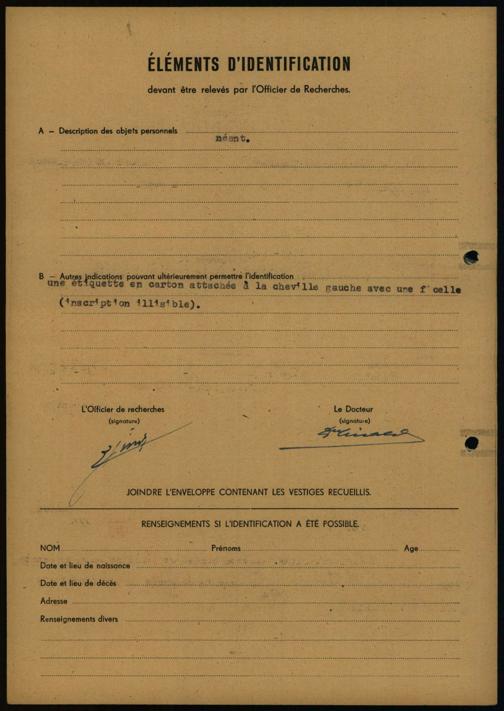 ÉLÉMENTS D'IDENTIFICATION
devant être relevés par l'Officier de Recherches.
A – Description des objets personnels
néant.
B – Autres indications pouvant ultérieurement permettre l'identification
une étiquette en carton attachée à la cheville gauche avec une f celle
(inscription illisible).
L'Officier de recherches Le Docteur
(signature) (signature)
JOINDRE L'ENVELOPPE CONTENANT LES VESTIGES RECUEILLIS.
RENSEIGNEMENTS SI L'IDENTIFICATION A ÉTÉ POSSIBLE.
NOM Prénoms Age
Date et lieu de naissance
Date et lieu de décès
Adresse
Renseignements divers